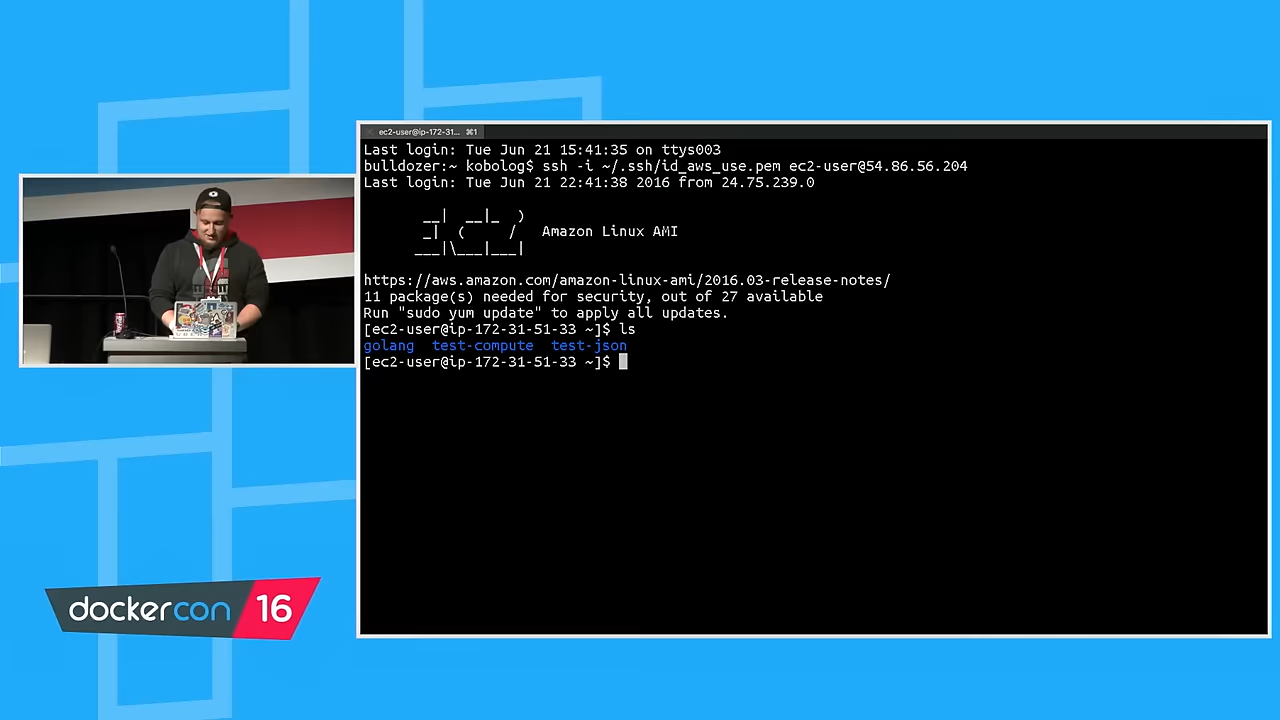 ec2-user@ip-172-31... ⌘1
Last login: Tue Jun 21 15:41:35 on ttys003
bulldozer:~ kobolog$ ssh -i ~/.ssh/id_aws_use.pem ec2-user@54.86.56.204
Last login: Tue Jun 21 22:41:38 2016 from 24.75.239.0
__|  __|_  )
_|  (     /   Amazon Linux AMI
___|\___|___|
https://aws.amazon.com/amazon-linux-ami/2016.03-release-notes/
11 package(s) needed for security, out of 27 available
Run "sudo yum update" to apply all updates.
[ec2-user@ip-172-31-51-33 ~]$ ls
golang  test-compute  test-json
[ec2-user@ip-172-31-51-33 ~]$
dockercon 16